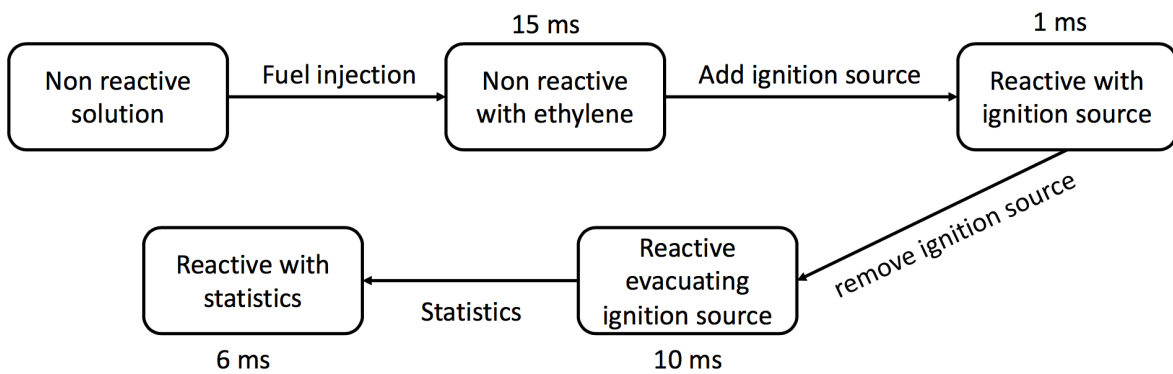 15 ms
1 ms
Non reactive
solution
Fuel injection
Non reactive
with ethylene
Add ignition source
Reactive with
ignition source
remove ignition source
Reactive with
statistics
Statistics
Reactive
evacuating
ignition source
6 ms
10 ms